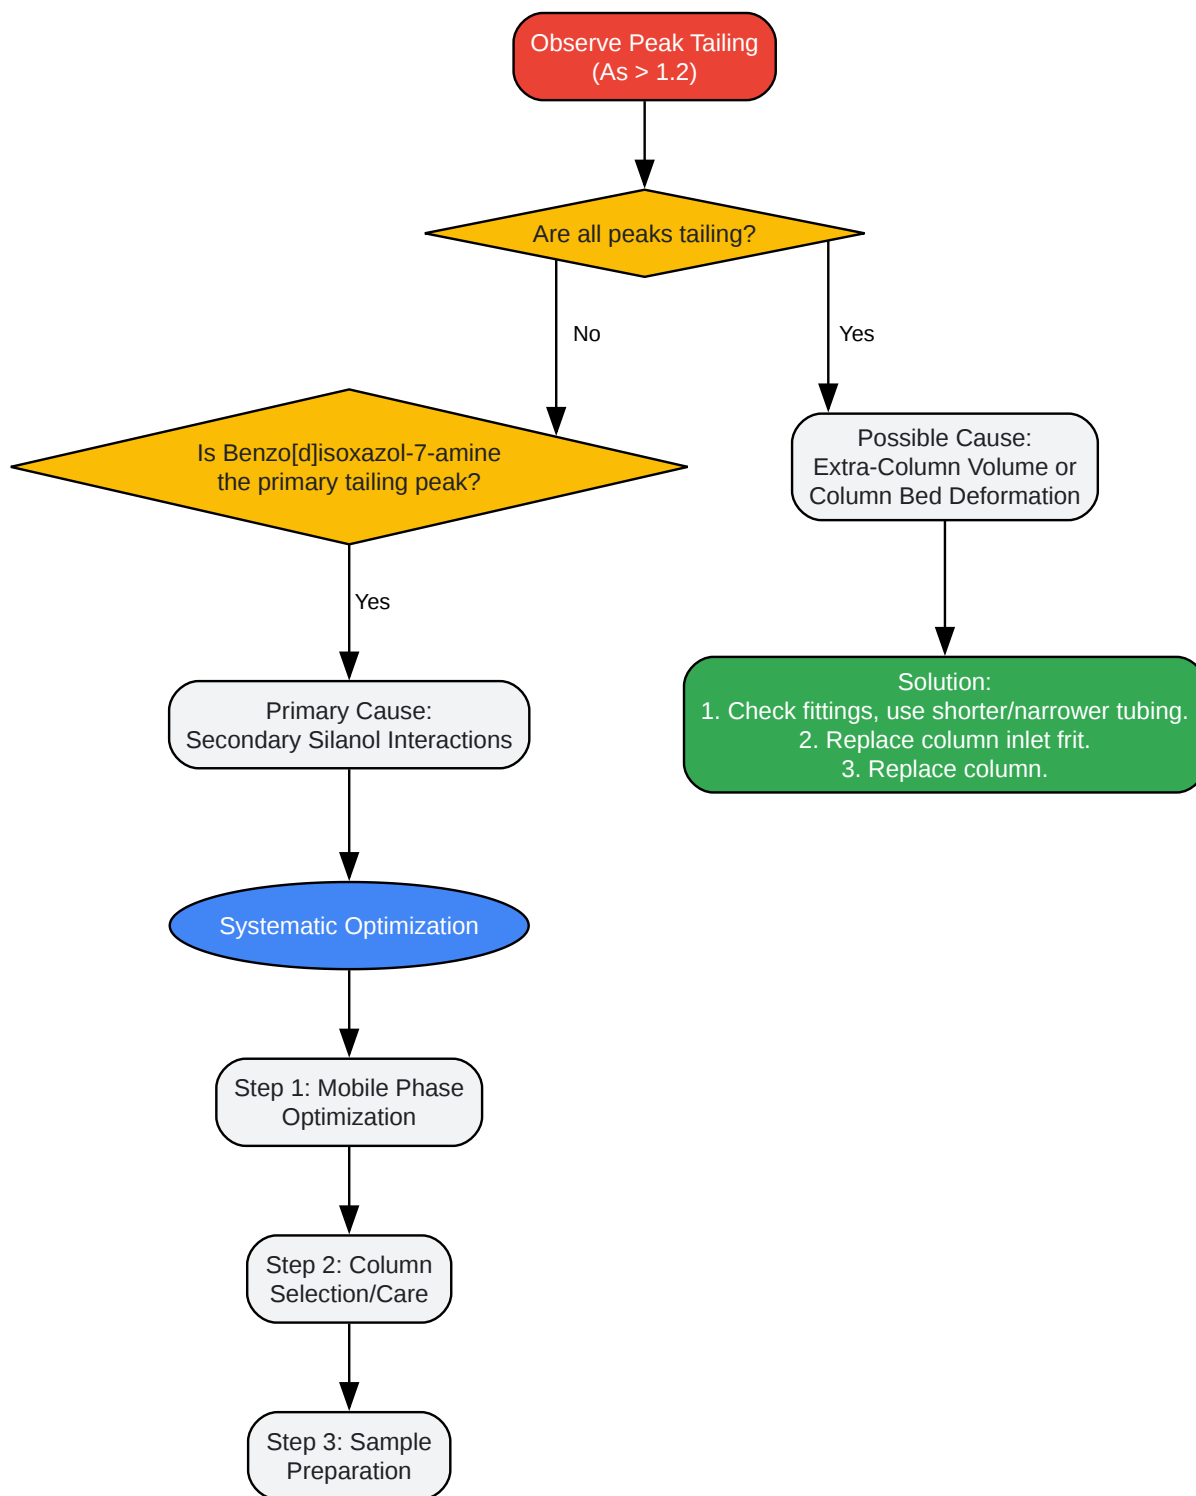 Observe Peak Tailing
(As > 1.2)
Are all peaks tailing?
No
Yes
Is Benzo[d]isoxazol-7-amine
the primary tailing peak?
Possible Cause:
Extra-Column Volume or
Column Bed Deformation
Yes
Primary Cause:
Secondary Silanol Interactions
Solution:
1. Check fittings, use shorter/narrower tubing.
2. Replace column inlet frit.
3. Replace column.
Systematic Optimization
Step 1: Mobile Phase
Optimization
Step 2: Column
Selection/Care
Step 3: Sample
Preparation